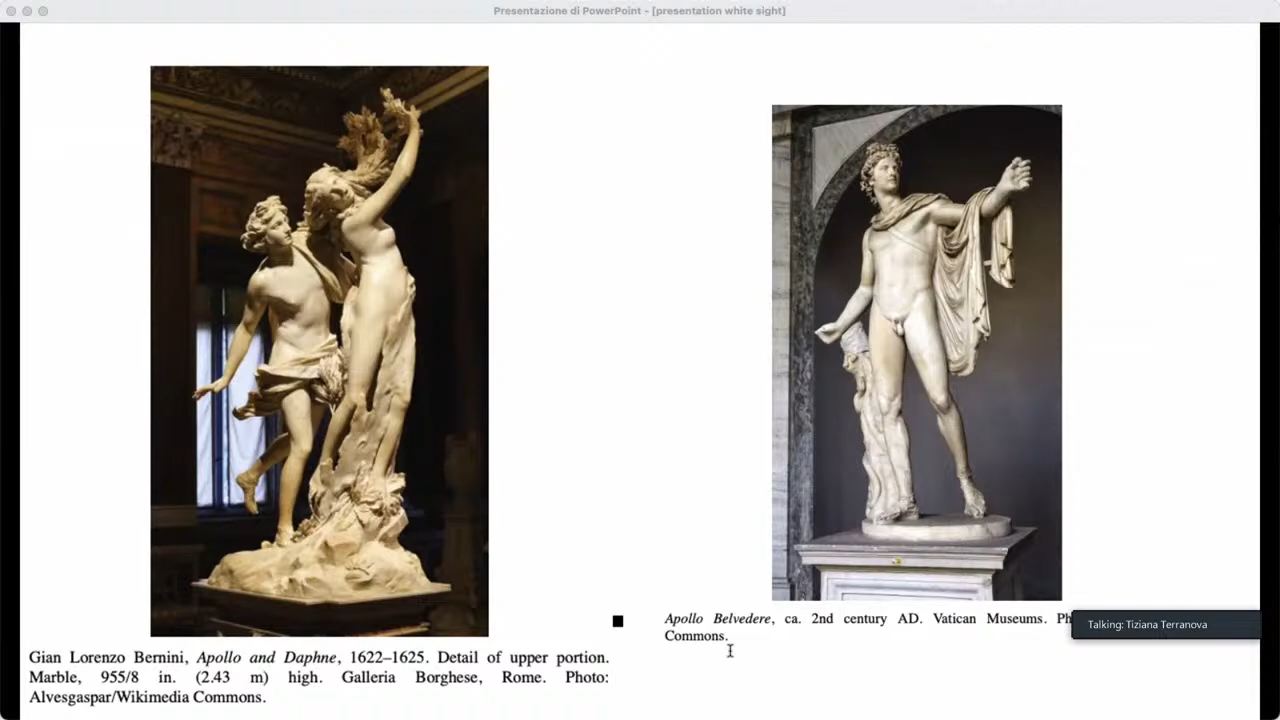 Presentazione di PowerPoint - [presentation white sight]
Gian Lorenzo Bernini, Apollo and Daphne, 1622–1625. Detail of upper portion.
Marble, 955/8 in. (2.43 m) high. Galleria Borghese, Rome. Photo:
Alvesgaspar/Wikimedia Commons.
Apollo Belvedere, ca. 2nd century AD. Vatican Museums.
Commons.
Talking: Tiziana Terranova